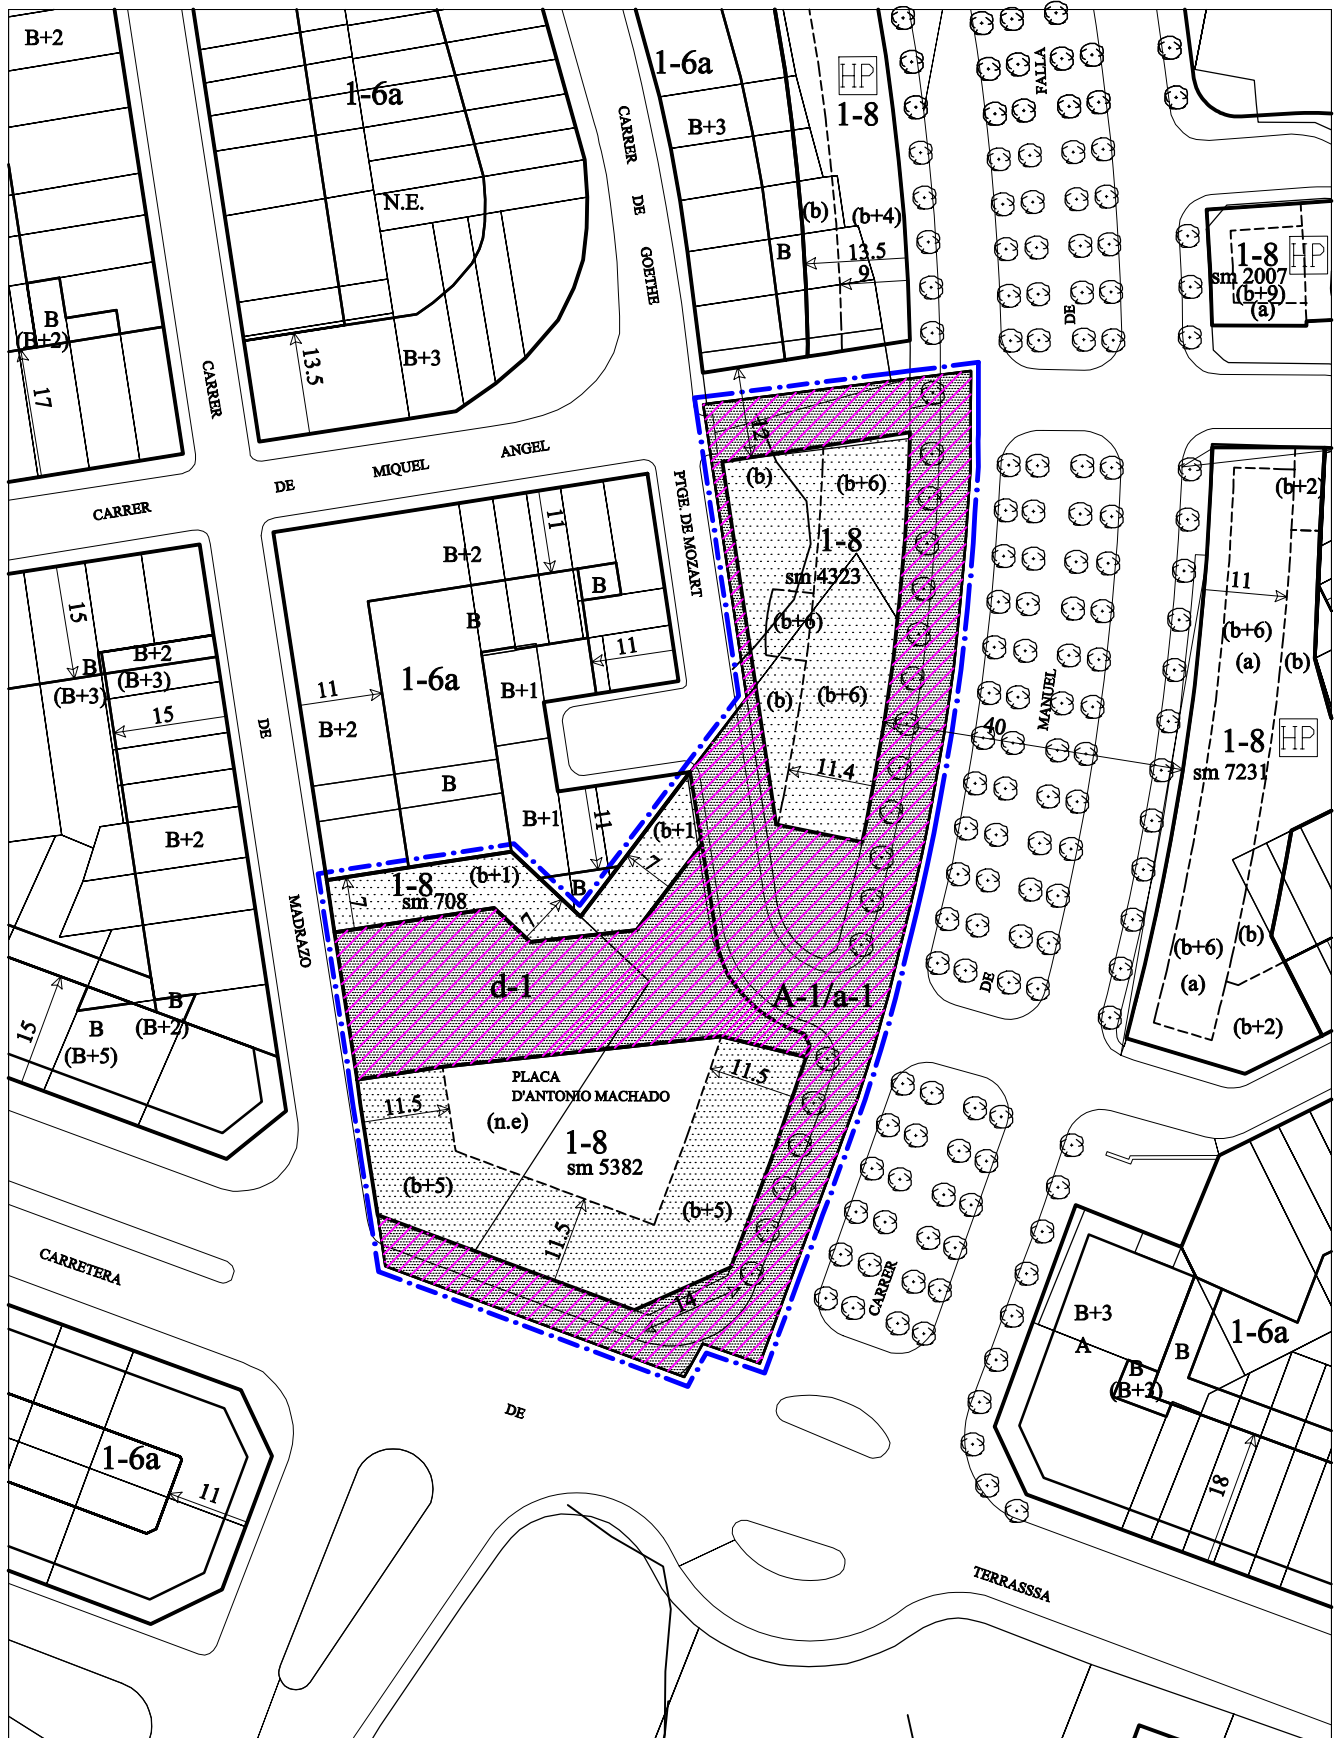 B+2
1-6a
1-6a
HP
1-8
B+3
FALLA
CARRER
DE
GOETHE
N.E.
(b)
(b+4)
B
13.5
9
1-8
HP
sm 2007
(b+9)
(a)
DE
B
(B+2)
17
13.5
B+3
CARRER
12
MIQUEL
ANGEL
DE
CARRER
PTGE. DE MOZART
(b)
(b+6)
1-8
sm 4323
(b+6)
(b)
(b+6)
11.4
(b+2)
11
(b+6)
(a)
(b)
1-8
HP
sm 7231
MANUEL
40
11
B+2
B
B
11
15
B
B+2
(B+3)
(B+3)
15
1-6a
11
B+2
B+1
B
B+1
11
DE
B+2
(b+1
7
B
1-8
(b+1)
sm 708
7
7
MADRAZO
d-1
A-1/a-1
DE
(b+6)
(b)
(a)
(b+2)
15
B
B
(B+2)
(B+5)
PLACA
D'ANTONIO MACHADO
11.5
11.5
(n.e)
1-8
sm 5382
(b+5)
(b+5)
11.5
14
CARRETERA
CARRER
B+3
A
B
B
(B+3)
1-6a
DE
1-6a
11
18
TERRASSSA